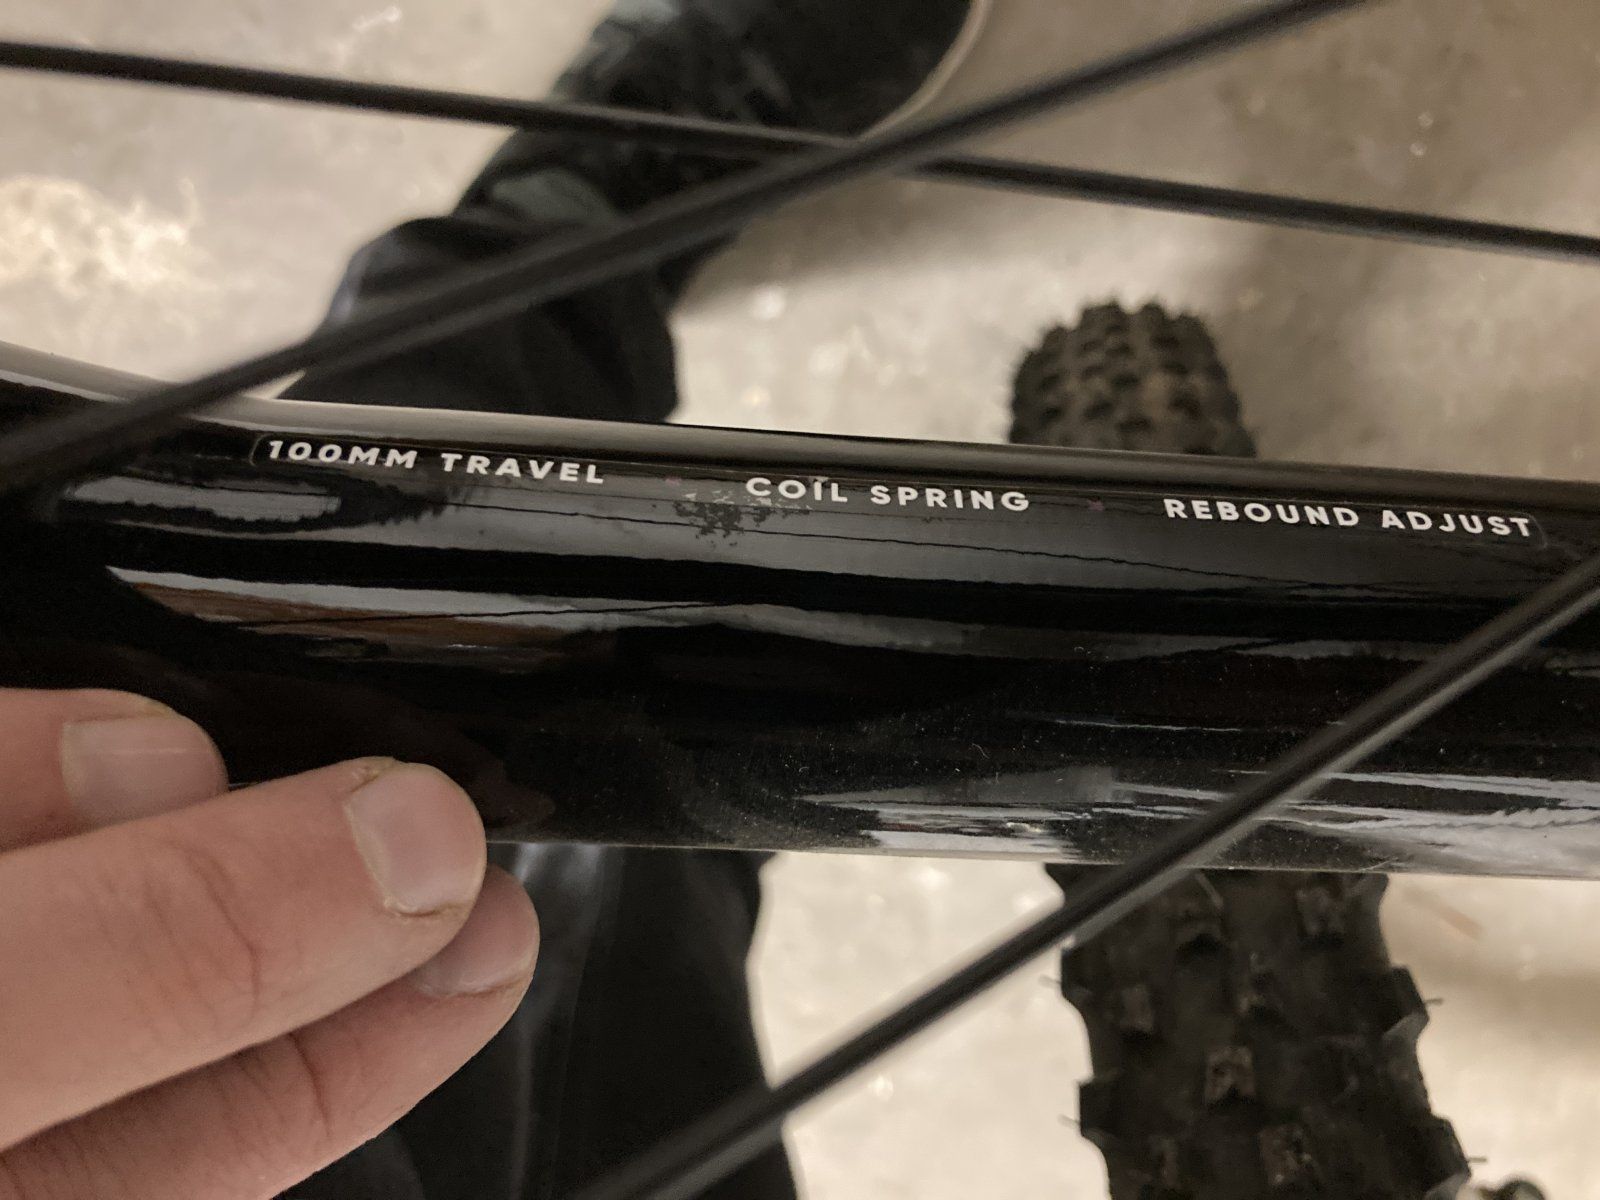 100MM TRAVEL COIL SPRING REBOUND ADJUST